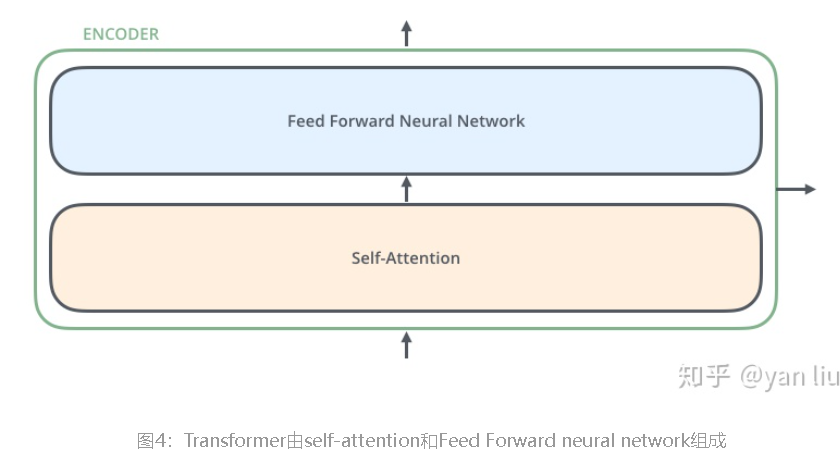 ENCODER
Feed Forward Neural Network
Self-Attention
知乎 @yan liu
图4：Transformer由self-attention和Feed Forward neural network组成